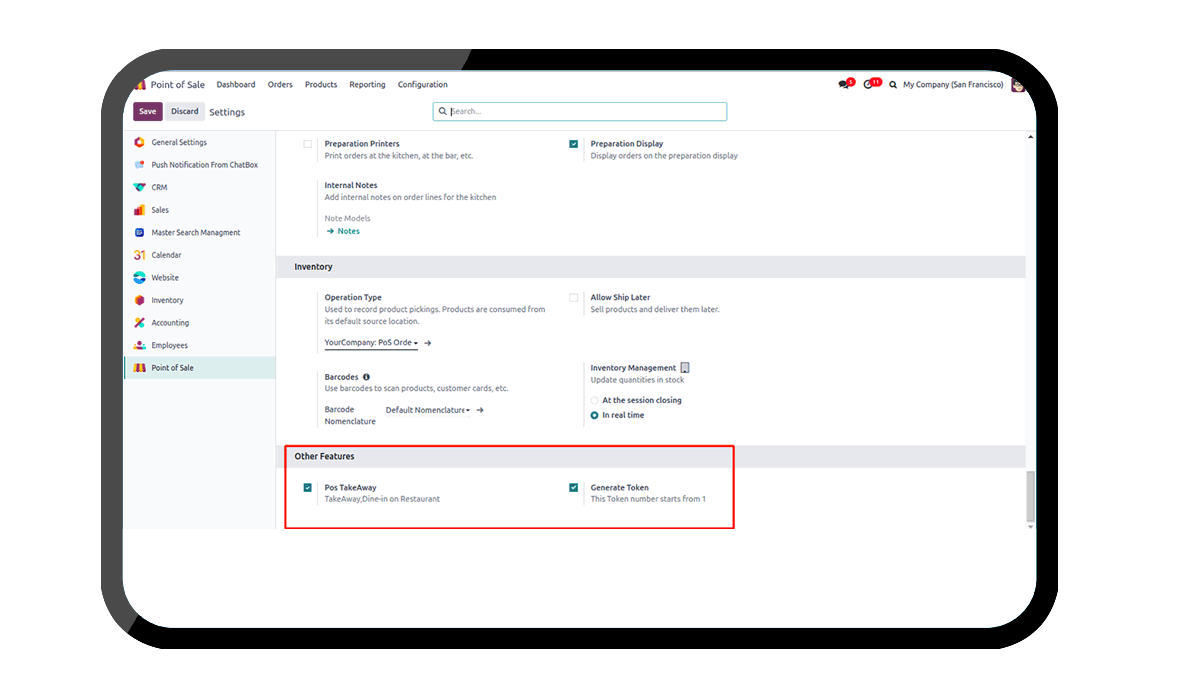 Point of Sale Dashboard Orders Products Reporting Configuration 5 11 My Company (San Francisco)
Save Discard Settings Search...
General Settings
Push Notification From ChatBox
CRM
Sales
Master Search Managment
31 Calendar
Website
Inventory
Accounting
Employees
Point of Sale
Preparation Printers
Print orders at the kitchen, at the bar, etc.
Preparation Display
Display orders on the preparation display
Internal Notes
Add internal notes on order lines for the kitchen
Note Models
→ Notes
Inventory
Operation Type
Used to record product pickings. Products are consumed from
its default source location.
YourCompany: PoS Orde
Allow Ship Later
Sell products and deliver them later.
Barcodes
Use barcodes to scan products, customer cards, etc.
Barcode
Nomenclature
Default Nomenclature
Inventory Management
Update quantities in stock
At the session closing
In real time
Other Features
Pos TakeAway
TakeAway,Dine-in on Restaurant
Generate Token
This Token number starts from 1